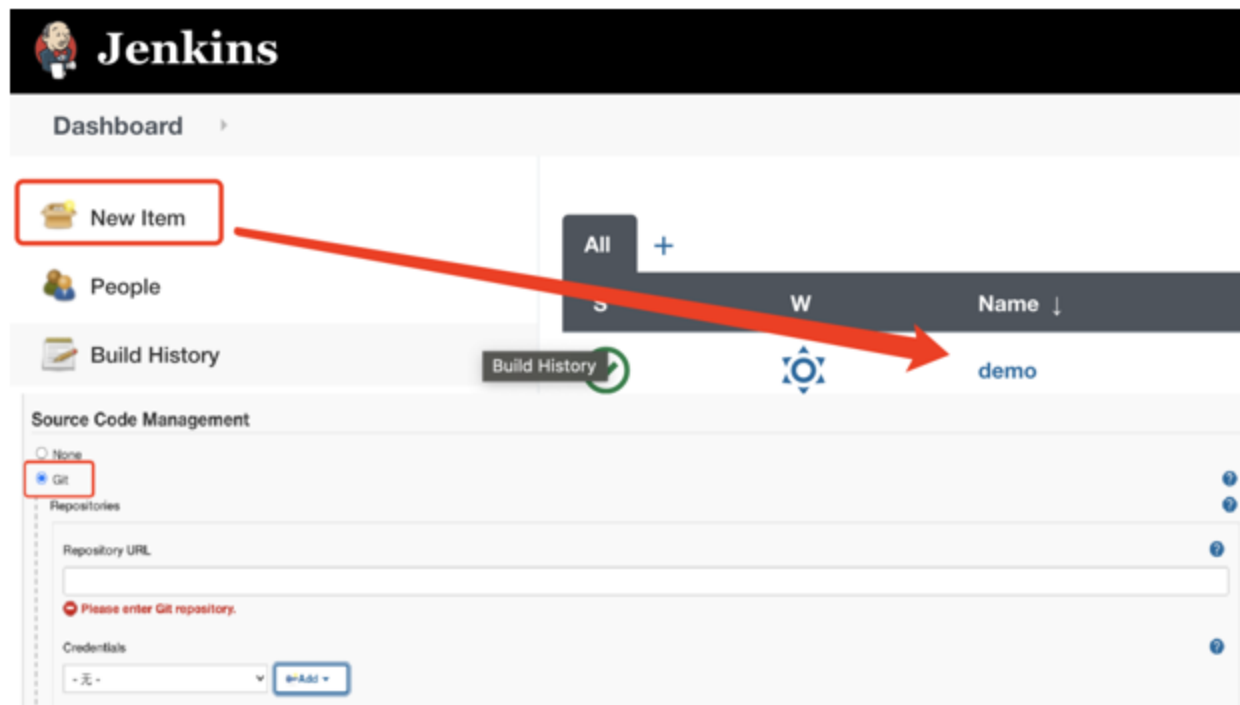 Jenkins
Dashboard
New Item
All +
People
S W Name ↓
Build History
Build History
demo
Source Code Management
None
Git
Repositories
Repository URL
Please enter Git repository.
Credentials
- 无 -
Add